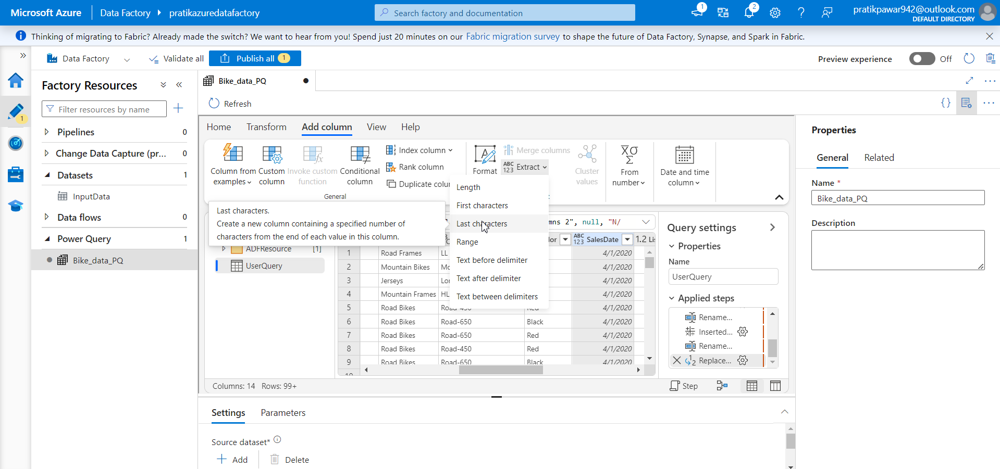 Microsoft Azure
Data Factory
pratikazuredatafactory
Search factory and documentation
1
2
pratikpawar942@outlook.com
DEFAULT DIRECTORY
Thinking of migrating to Fabric? Already made the switch? We want to hear from you! Spend just 20 minutes on our Fabric migration survey to shape the future of Data Factory, Synapse, and Spark in Fabric.
Data Factory
Validate all
Publish all 1
Preview experience
Off
1
Factory Resources
Filter resources by name
Pipelines 0
Change Data Capture (pr... 0
Datasets 1
InputData
Data flows 0
Power Query 1
Bike_data_PQ
Bike_data_PQ
Refresh
Home Transform Add column View Help
Column from examples
Custom column
Invoke custom function
Conditional column
Index column
Rank column
Duplicate colu
General
Format
Merge columns
ABC 123 Extract
Cluster values
From number
Date and time column
Length
First characters
Last characters
Range
Text before delimiter
Text after delimiter
Text between delimiters
Last characters.
Create a new column containing a specified number of
characters from the end of each value in this column.
mns 2", null, "N/
ADFResource [1]
UserQuery
lor ABC 123 SalesDate 1.2 Lis
1 Road Frames LL 4/1/2020
2 Mountain Bikes Mo 4/1/2020
3 Jerseys Lor 4/1/2020
4 Mountain Frames HL 4/1/2020
5 Road Bikes Road-450 Red 4/1/2020
6 Road Bikes Road-650 Black 4/1/2020
7 Road Bikes Road-650 Red 4/1/2020
8 Road Bikes Road-450 Red 4/1/2020
9 Road Bikes Road-650 Black 4/1/2020
10
Columns: 14 Rows: 99+
Step
Query settings
Properties
Name
UserQuery
Applied steps
Rename...
Inserted...
Rename...
Replace...
Settings
Parameters
Source dataset*
Add
Delete
Properties
General
Related
Name *
Bike_data_PQ
Description